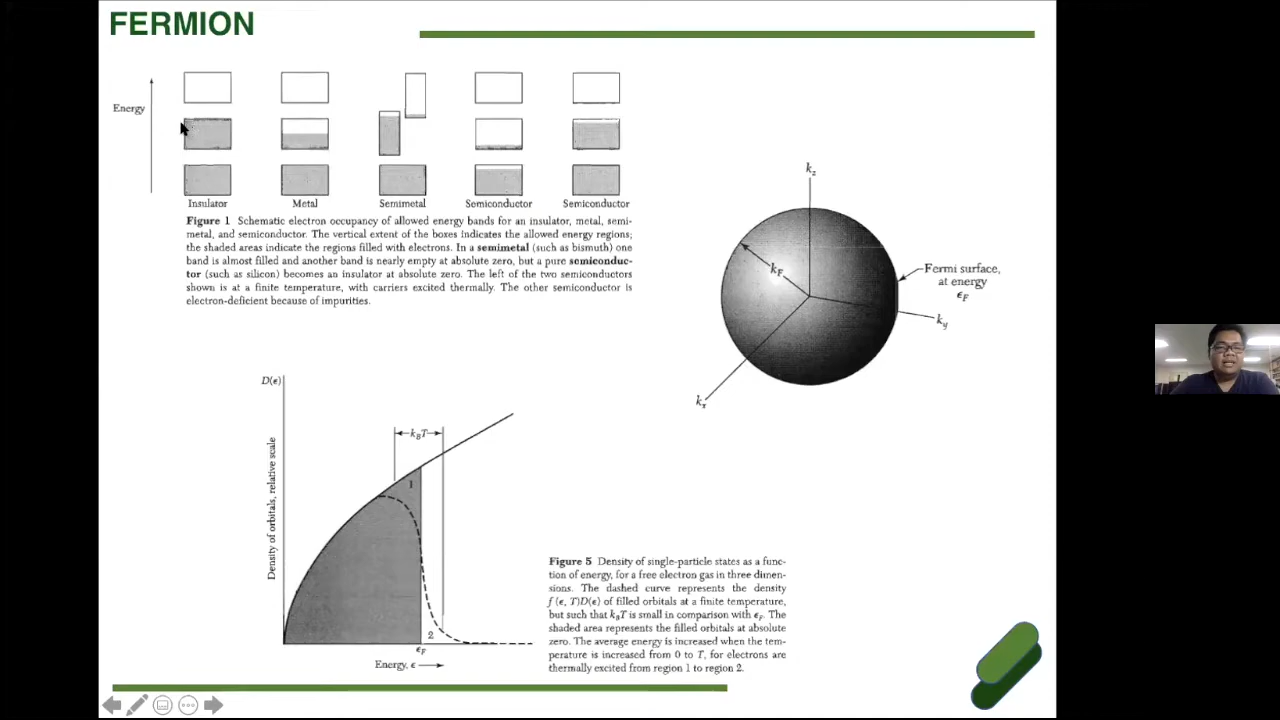 FERMION
Energy
Insulator
Metal
Semimetal
Semiconductor
Semiconductor
Figure 1 Schematic electron occupancy of allowed energy bands for an insulator, metal, semi-
metal, and semiconductor. The vertical extent of the boxes indicates the allowed energy regions;
the shaded areas indicate the regions filled with electrons. In a semimetal (such as bismuth) one
band is almost filled and another band is nearly empty at absolute zero, but a pure semiconduc-
tor (such as silicon) becomes an insulator at absolute zero. The left of the two semiconductors
shown is at a finite temperature, with carriers excited thermally. The other semiconductor is
electron-deficient because of impurities.
kz
kF
Fermi surface,
at energy
ϵF
ky
kx
D(ϵ)
Density of orbitals, relative scale
kBT
1
2
ϵF
Energy, ϵ
Figure 5 Density of single-particle states as a func-
tion of energy, for a free electron gas in three dimen-
sions. The dashed curve represents the density
f(ϵ, T)D(ϵ) of filled orbitals at a finite temperature,
but such that kBT is small in comparison with ϵF. The
shaded area represents the filled orbitals at absolute
zero. The average energy is increased when the tem-
perature is increased from 0 to T, for electrons are
thermally excited from region 1 to region 2.